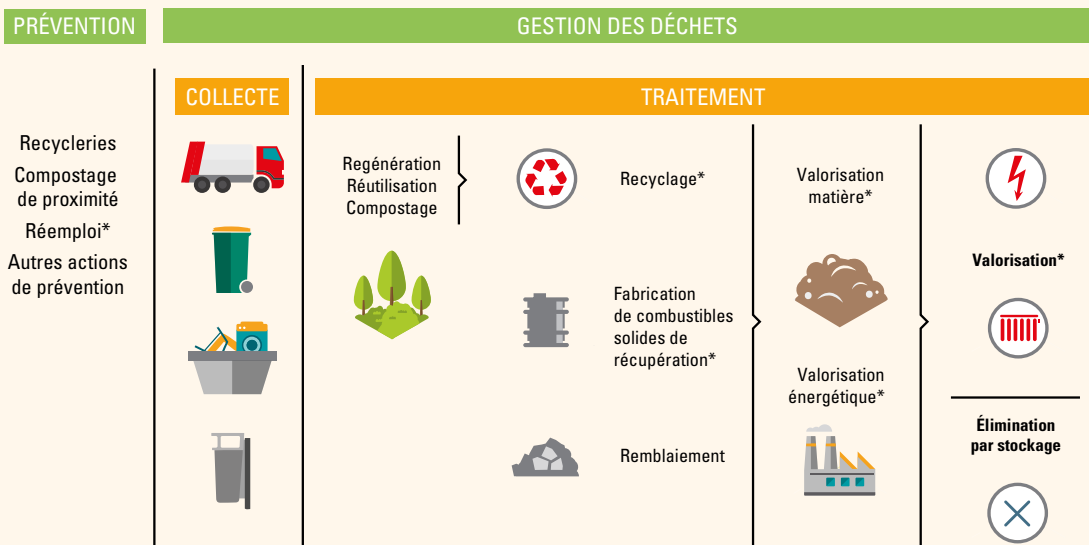 PRÉVENTION
GESTION DES DÉCHETS
COLLECTE
TRAITEMENT
Recycleries
Compostage
de proximité
Réemploi*
Autres actions
de prévention
Regénération
Réutilisation
Compostage
Recyclage*
Fabrication
de combustibles
solides de
récupération*
Remblaiement
Valorisation
matière*
Valorisation
énergétique*
Valorisation*
Élimination
par stockage